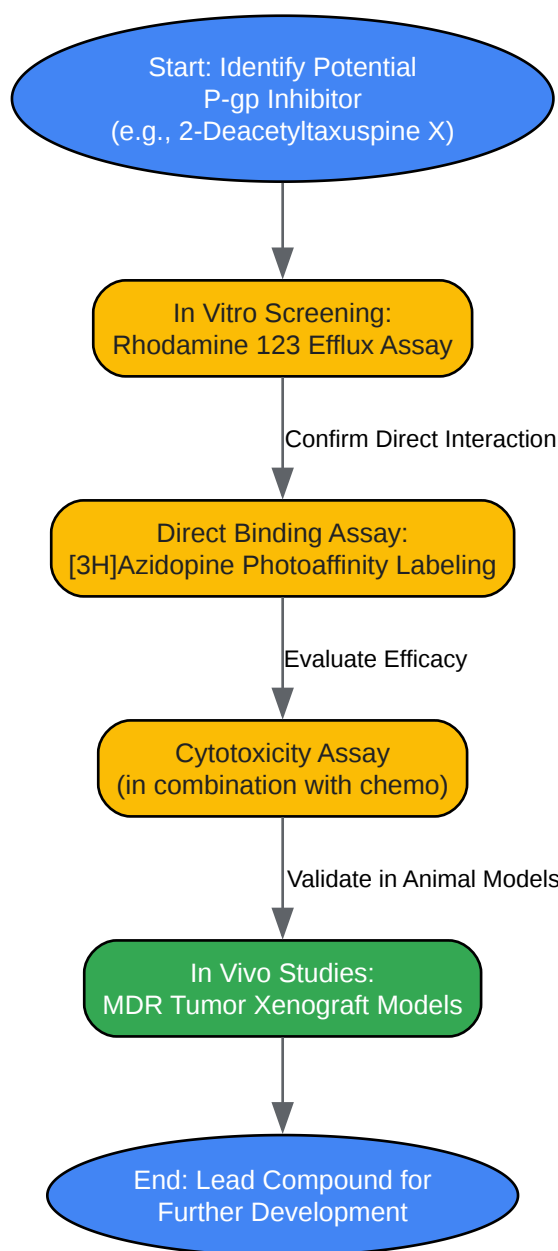 Start: Identify Potential
P-gp Inhibitor
(e.g., 2-Deacetyltaxuspine X)
In Vitro Screening:
Rhodamine 123 Efflux Assay
Confirm Direct Interaction
Direct Binding Assay:
[3H]Azidopine Photoaffinity Labeling
Evaluate Efficacy
Cytotoxicity Assay
(in combination with chemo)
Validate in Animal Models
In Vivo Studies:
MDR Tumor Xenograft Models
End: Lead Compound for
Further Development